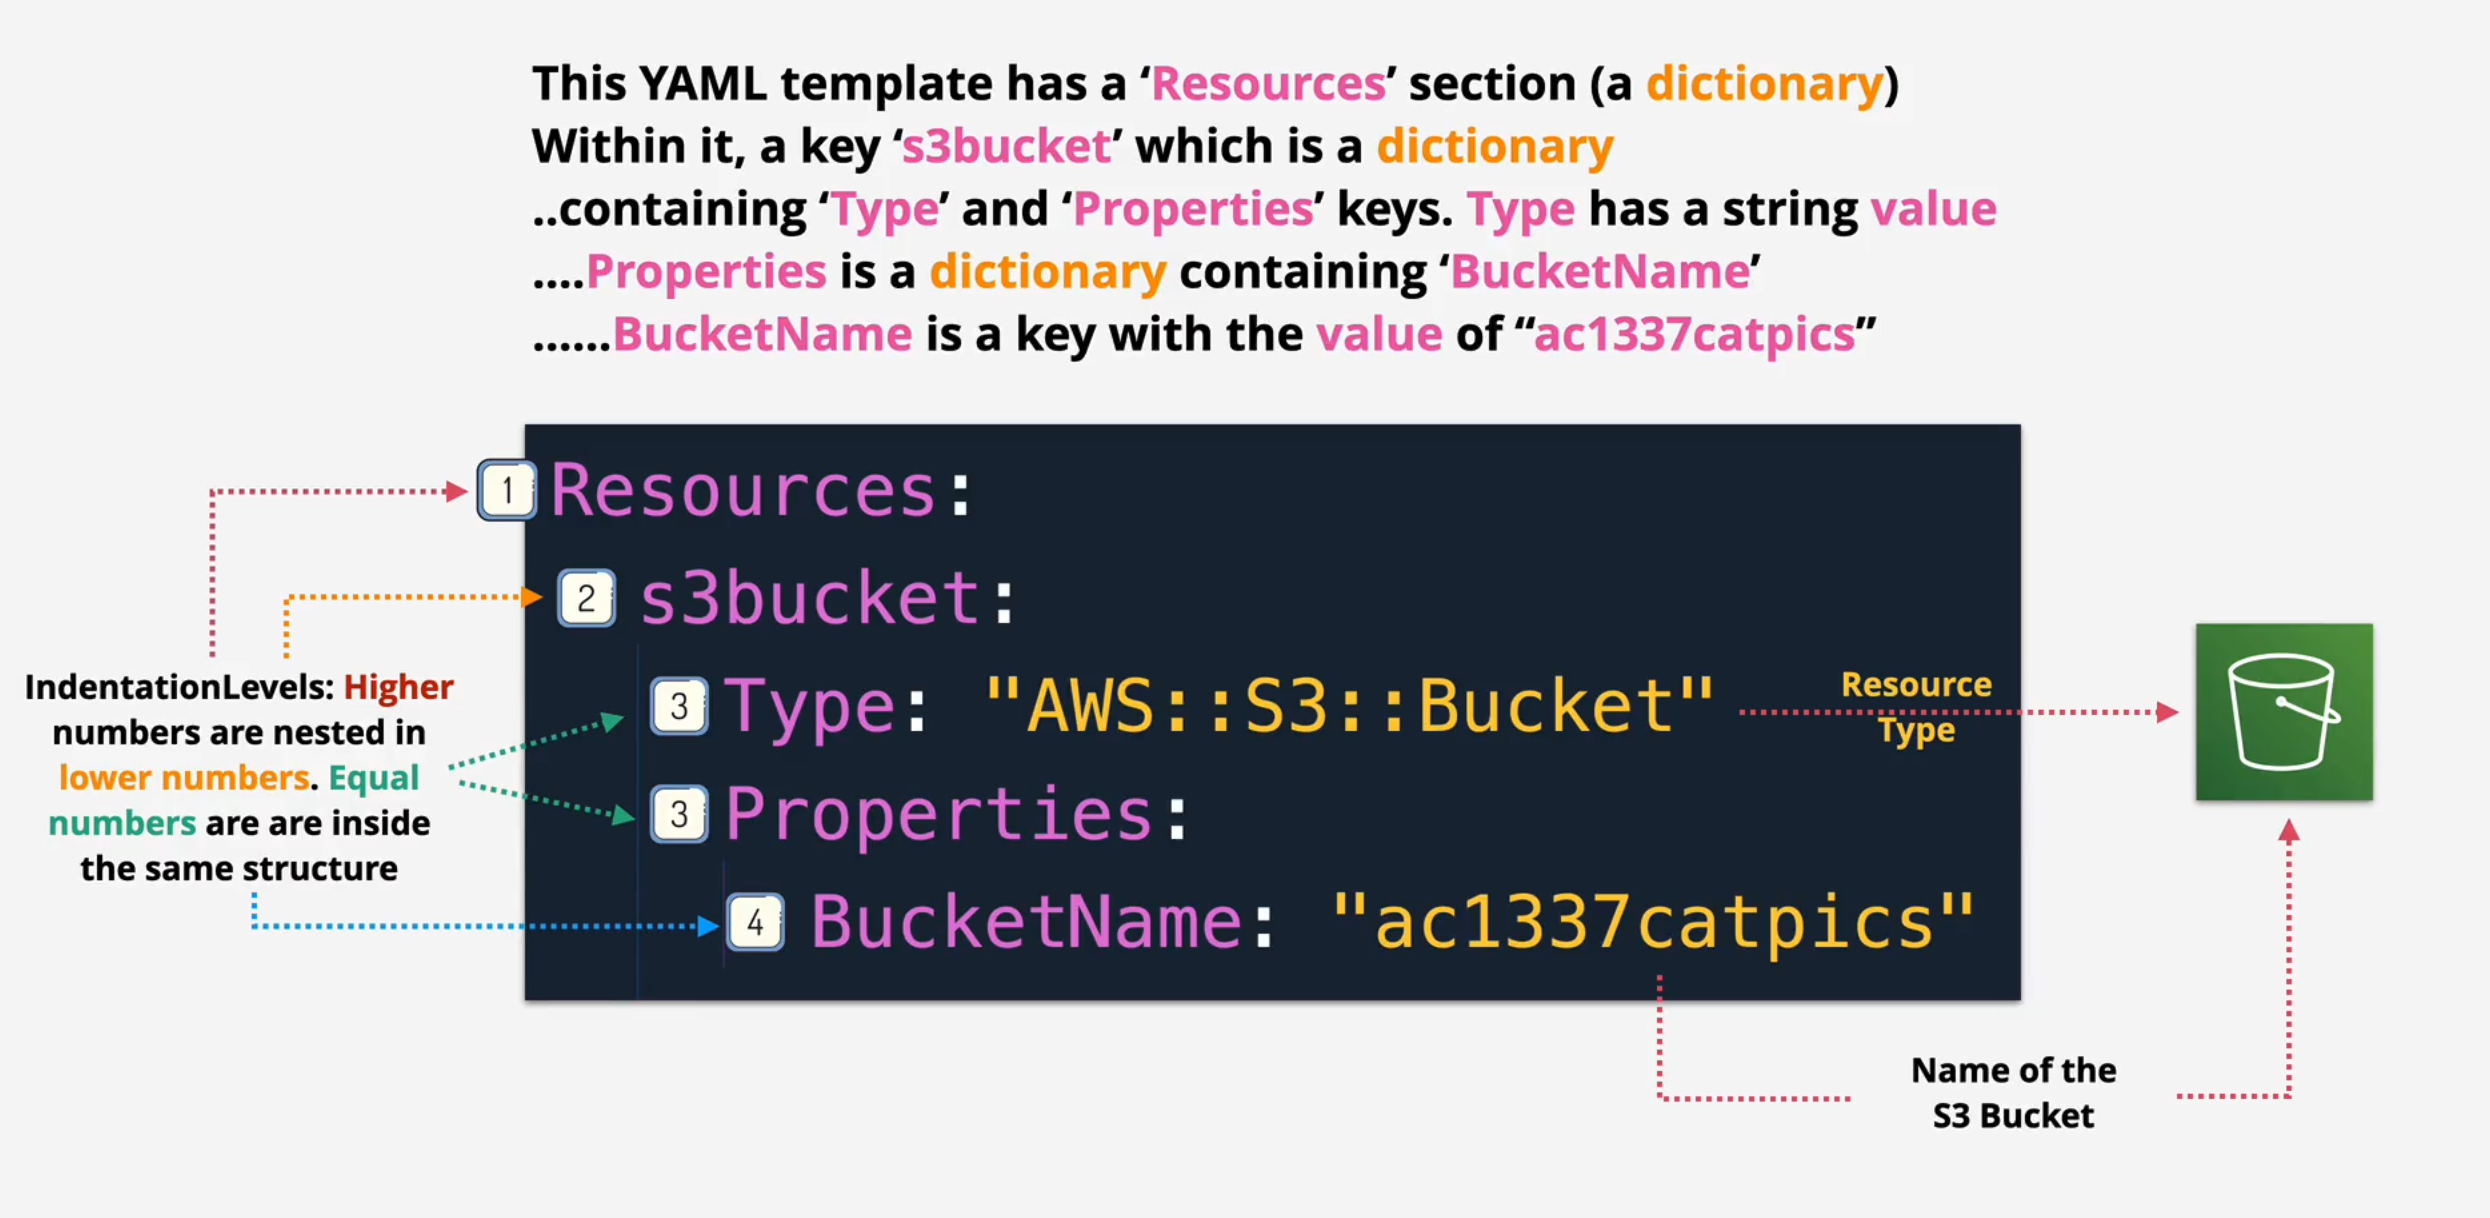 This YAML template has a ‘Resources’ section (a dictionary)
Within it, a key ‘s3bucket’ which is a dictionary
..containing ‘Type’ and ‘Properties’ keys. Type has a string value
....Properties is a dictionary containing ‘BucketName’
......BucketName is a key with the value of “ac1337catpics”
1 Resources:
2 s3bucket:
3 Type: "AWS::S3::Bucket"
3 Properties:
4 BucketName: "ac1337catpics"
IndentationLevels: Higher
numbers are nested in
lower numbers. Equal
numbers are are inside
the same structure
Resource
Type
Name of the
S3 Bucket